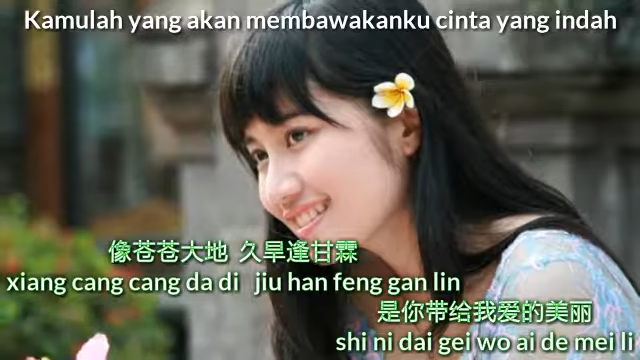 Kamulah yang akan membawakanku cinta yang indah
像苍苍大地 久旱逢甘霖
xiang cang cang da di jiu han feng gan lin
是你带给我爱的美丽
shi ni dai gei wo ai de mei li